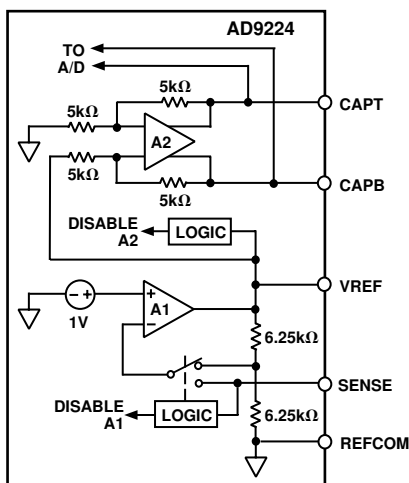 AD9224
TO
A/D
5kΩ
CAPT
5kΩ
A2
5kΩ
5kΩ
CAPB
DISABLE
A2
LOGIC
VREF
– +
1V
+
A1
–
6.25kΩ
SENSE
DISABLE
A1
LOGIC
6.25kΩ
REFCOM